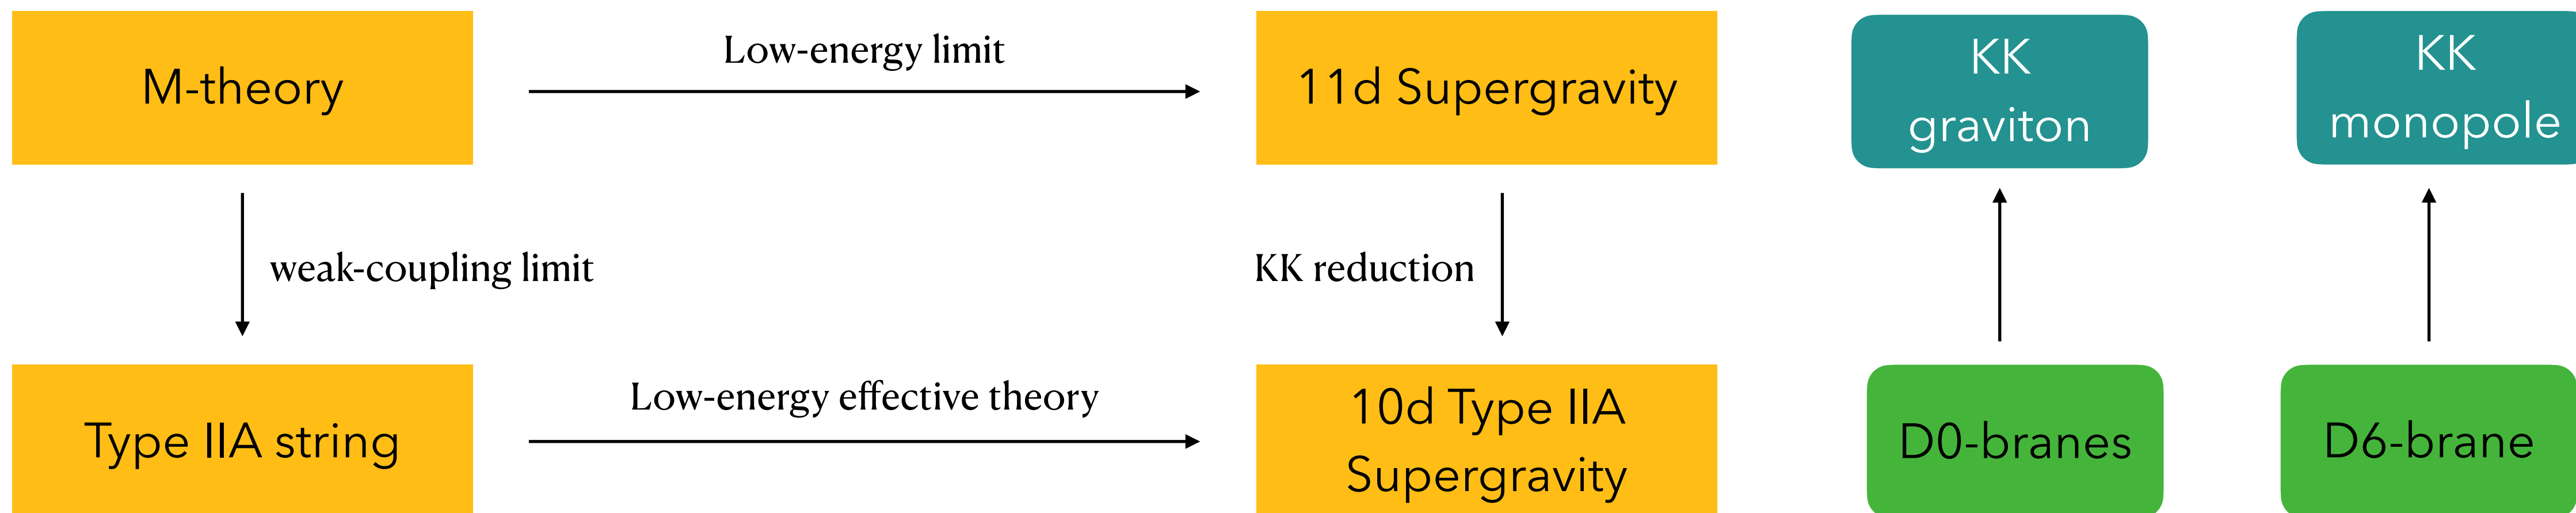 M-theory
Low-energy limit
11d Supergravity
KK
graviton
KK
monopole
weak-coupling limit
KK reduction
Type IIA string
Low-energy effective theory
10d Type IIA
Supergravity
D0-branes
D6-brane